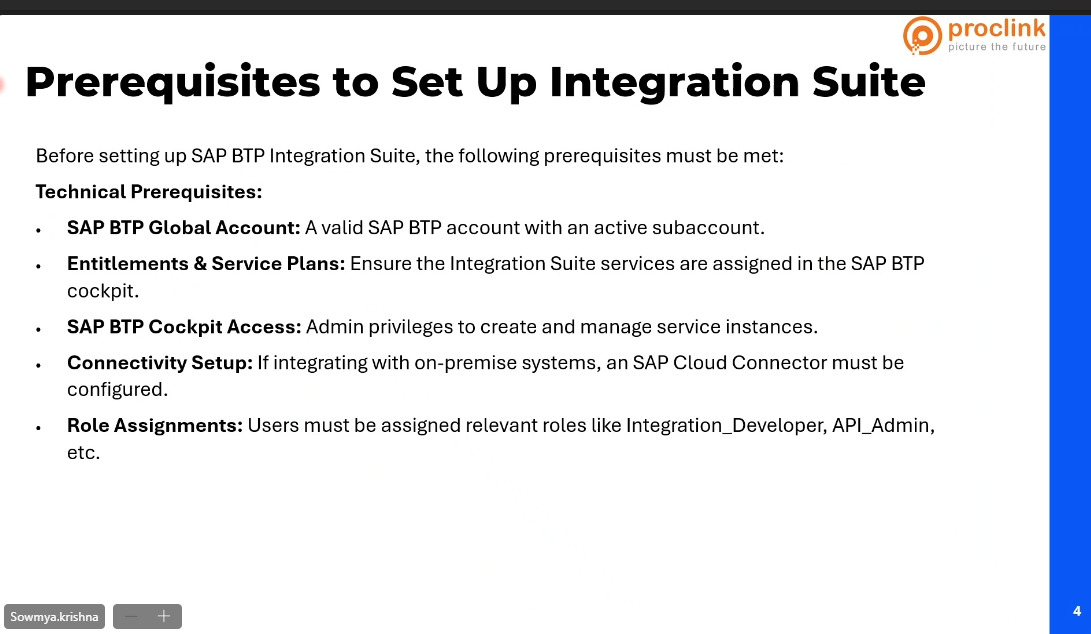 proclink
picture the future
Prerequisites to Set Up Integration Suite
Before setting up SAP BTP Integration Suite, the following prerequisites must be met:
Technical Prerequisites:
• SAP BTP Global Account: A valid SAP BTP account with an active subaccount.
• Entitlements & Service Plans: Ensure the Integration Suite services are assigned in the SAP BTP
cockpit.
• SAP BTP Cockpit Access: Admin privileges to create and manage service instances.
• Connectivity Setup: If integrating with on-premise systems, an SAP Cloud Connector must be
configured.
• Role Assignments: Users must be assigned relevant roles like Integration_Developer, API_Admin,
etc.
Sowmya.krishna
4